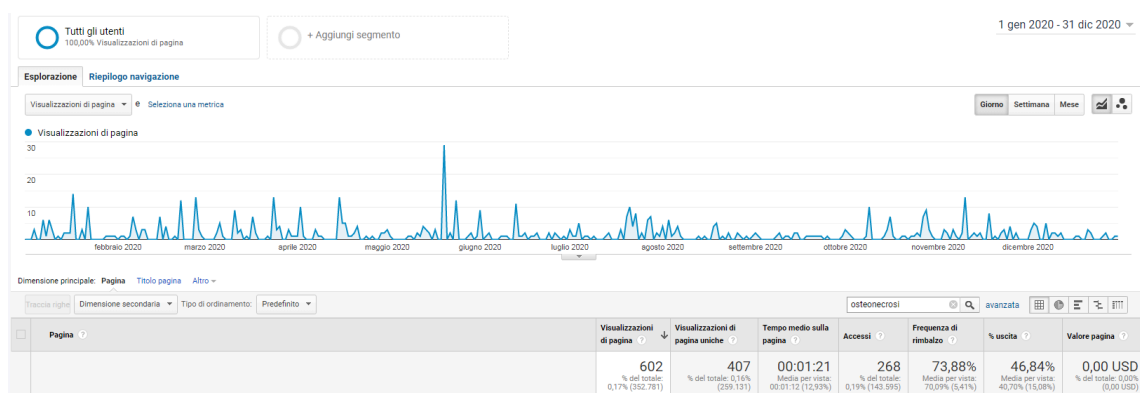 Tutti gli utenti
100,00% Visualizzazioni di pagina
+ Aggiungi segmento
1 gen 2020 - 31 dic 2020
Esplorazione Riepilogo navigazione
Visualizzazioni di pagina e Seleziona una metrica
Giorno Settimana Mese
Visualizzazioni di pagina
30
20
10
febbraio 2020 marzo 2020 aprile 2020 maggio 2020 giugno 2020 luglio 2020 agosto 2020 settembre 2020 ottobre 2020 novembre 2020 dicembre 2020
Dimensione principale: Pagina Titolo pagina Altro
Traccia righe Dimensione secondaria Tipo di ordinamento: Predefinito osteonecrosi avanzata
Pagina ? Visualizzazioni di pagina ? Visualizzazioni di pagina uniche ? Tempo medio sulla pagina ? Accessi ? Frequenza di rimbalzo ? % uscita ? Valore pagina ?
602 407 00:01:21 268 73,88% 46,84% 0,00 USD
% del totale: 0,17% (352.781) % del totale: 0,16% (259.131) Media per vista: 00:01:12 (12,93%) % del totale: 0,19% (143.595) Media per vista: 70,09% (5,41%) Media per vista: 40,70% (15,08%) % del totale: 0,00% (0,00 USD)